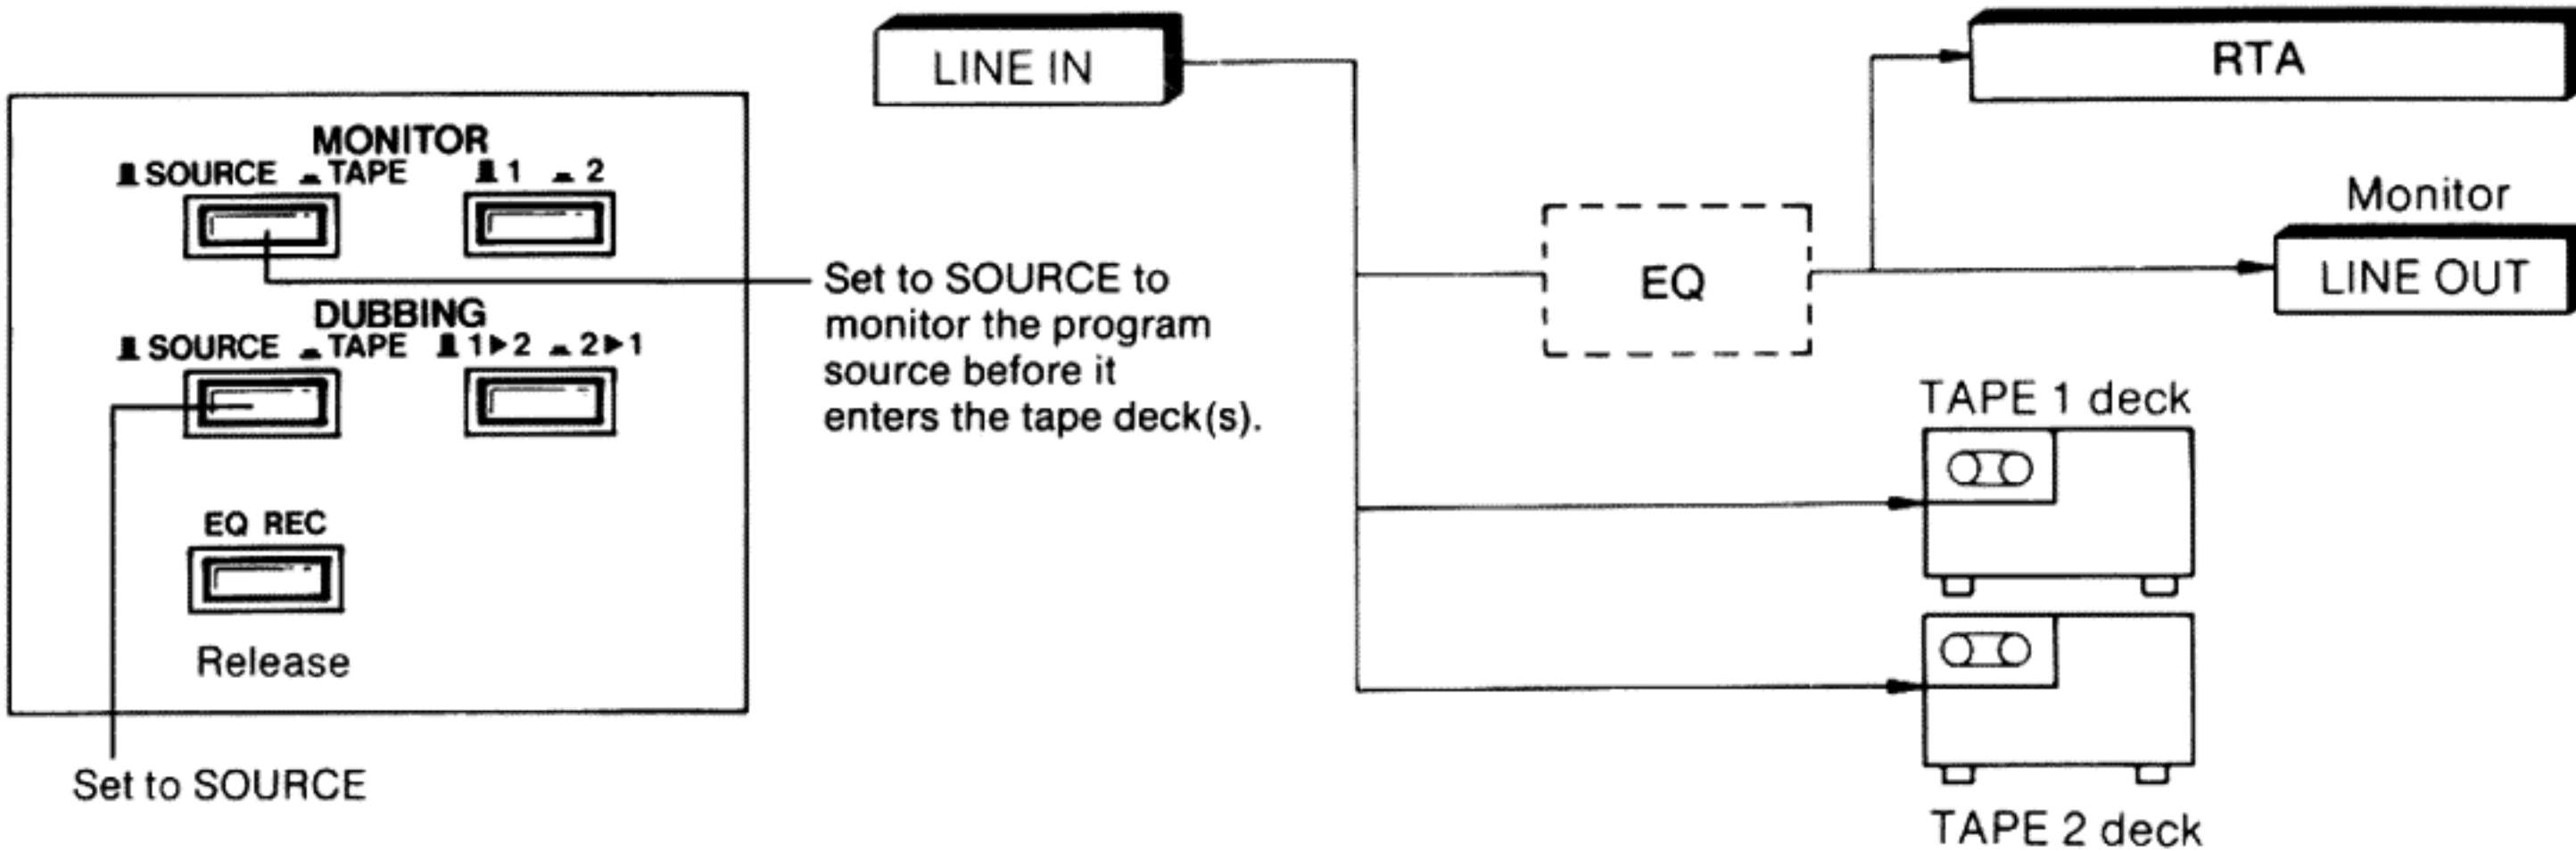 MONITOR
SOURCE TAPE 1 2
DUBBING
SOURCE TAPE 1▶2 2▶1
EQ REC
Release
Set to SOURCE
Set to SOURCE to
monitor the program
source before it
enters the tape deck(s).
LINE IN
EQ
RTA
Monitor
LINE OUT
TAPE 1 deck
TAPE 2 deck